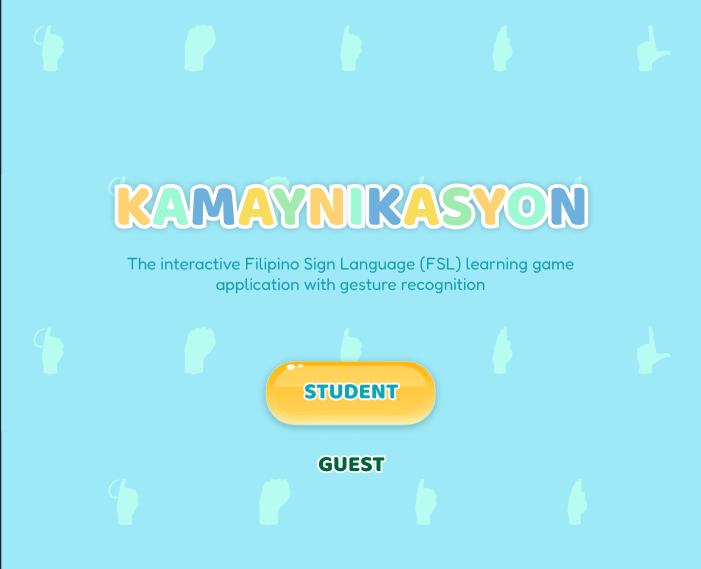 KAMAYNIKASYON
The interactive Filipino Sign Language (FSL) learning game
application with gesture recognition
STUDENT
GUEST